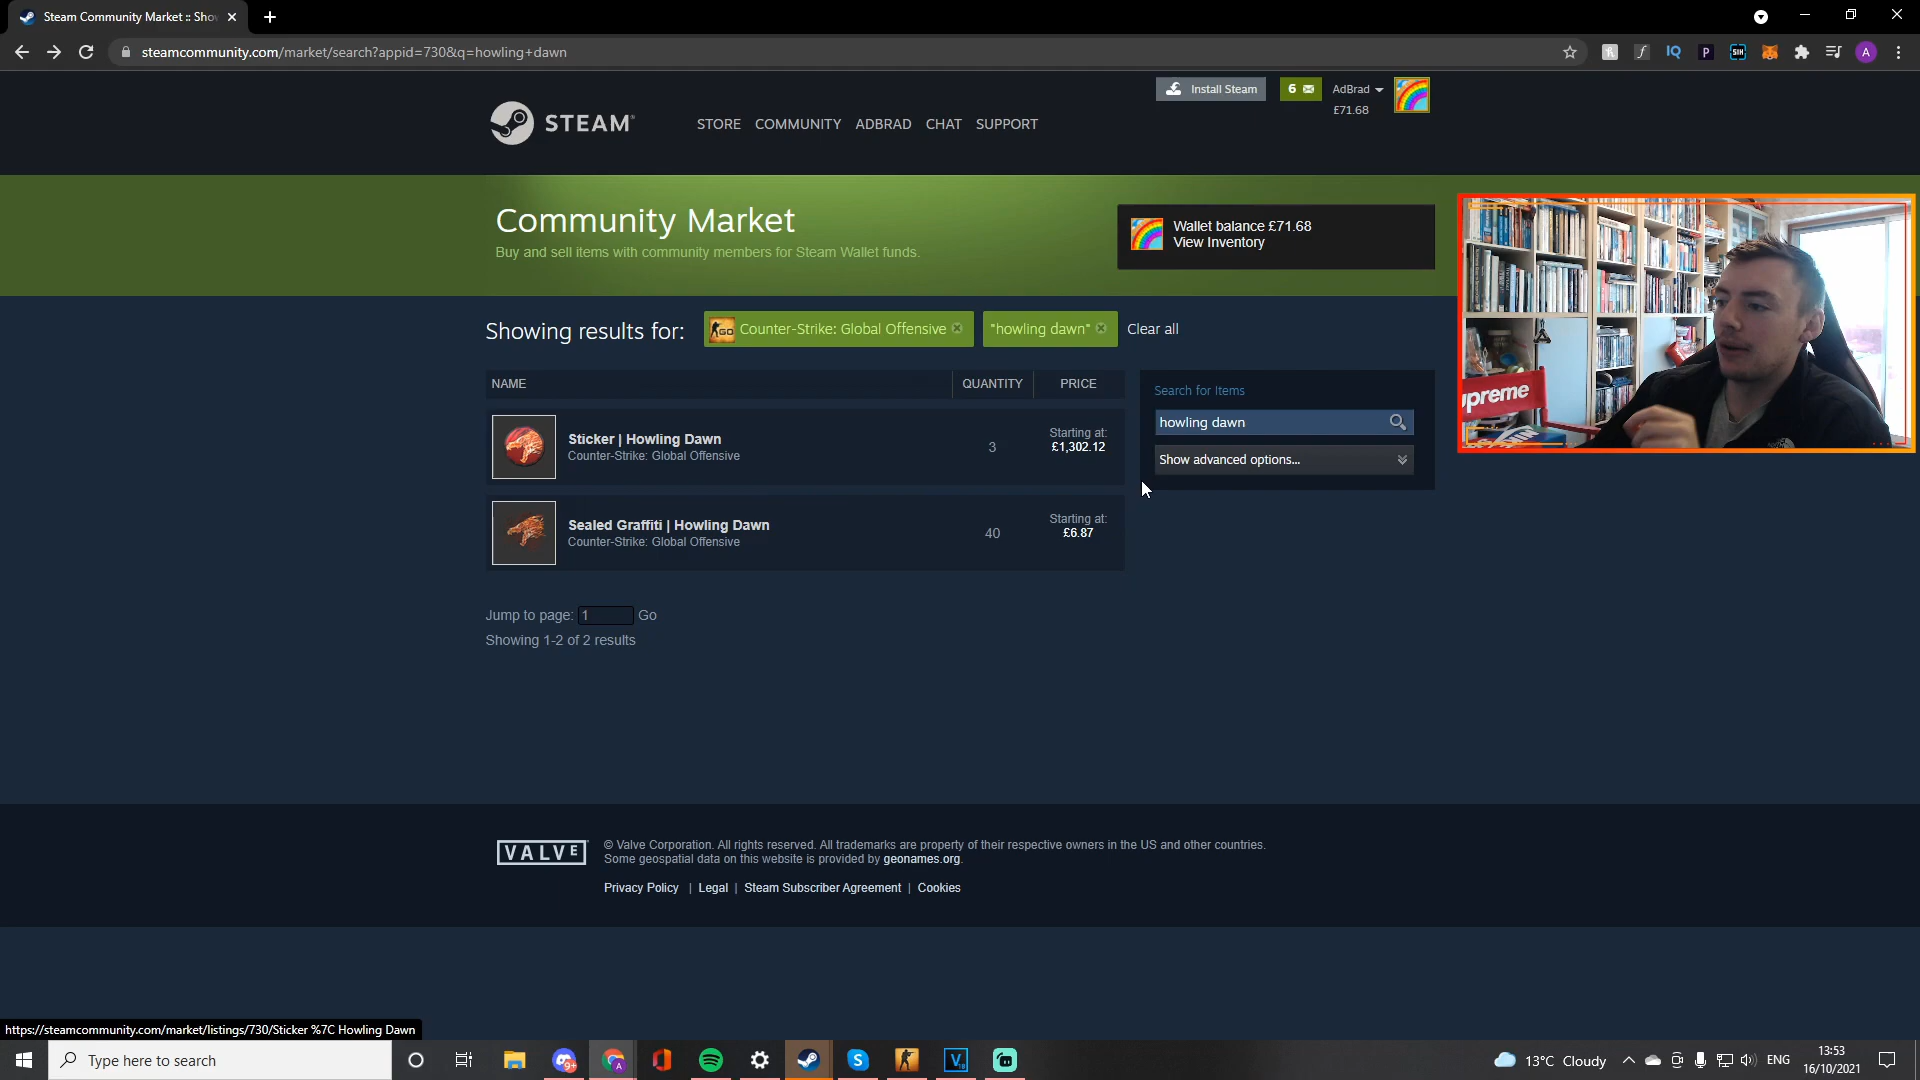 Steam Community Market :: Sho
steamcommunity.com/market/search?appid=730&q=howling+dawn
IQ
P
SIH
A
Install Steam
6
AdBrad
£71.68
STEAM®
STORE COMMUNITY ADBRAD CHAT SUPPORT
Community Market
Buy and sell items with community members for Steam Wallet funds.
Wallet balance £71.68
View Inventory
Showing results for:
GO
Counter-Strike: Global Offensive
"howling dawn"
Clear all
NAME QUANTITY PRICE
Sticker | Howling Dawn
Counter-Strike: Global Offensive
3
Starting at:
£1,302.12
Sealed Graffiti | Howling Dawn
Counter-Strike: Global Offensive
40
Starting at:
£6.87
Search for Items
howling dawn
Show advanced options...
upreme
Jump to page: 1 Go
Showing 1-2 of 2 results
VALVE
© Valve Corporation. All rights reserved. All trademarks are property of their respective owners in the US and other countries.
Some geospatial data on this website is provided by geonames.org.
Privacy Policy | Legal | Steam Subscriber Agreement | Cookies
https://steamcommunity.com/market/listings/730/Sticker %7C Howling Dawn
Type here to search
9+
A
S
V
13°C Cloudy
ENG
13:53
16/10/2021